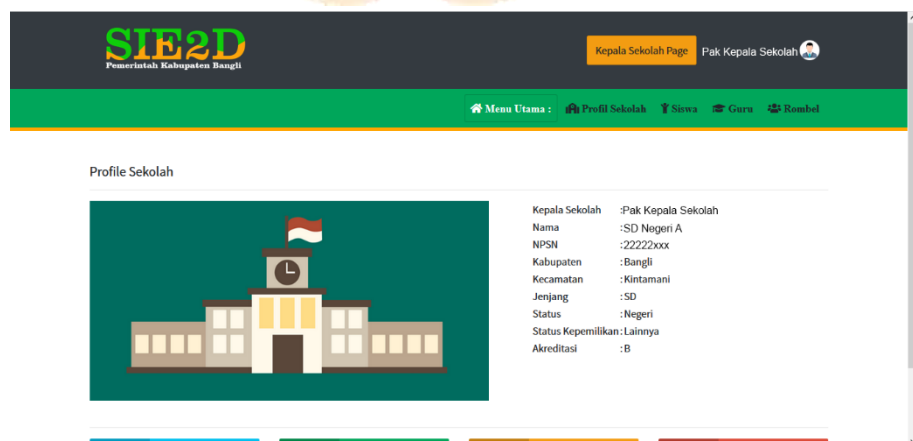 SIE2D
Pemerintah Kabupaten Bangli
Kepala Sekolah Page Pak Kepala Sekolah
Menu Utama : Profil Sekolah Siswa Guru Rombel
Profile Sekolah
Kepala Sekolah :Pak Kepala Sekolah
Nama :SD Negeri A
NPSN :22222xxx
Kabupaten : Bangli
Kecamatan : Kintamani
Jenjang : SD
Status : Negeri
Status Kepemilikan : Lainnya
Akreditasi : B